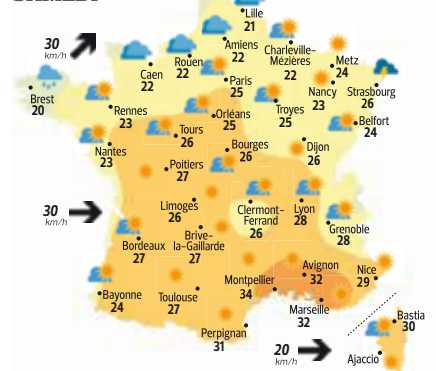 Lille
21
30
km/h
Amiens
22
Charleville-
Mézières
22
Rouen
22
Metz
24
Caen
22
Paris
25
Nancy
23
Strasbourg
26
Brest
20
Rennes
23
Orléans
25
Troyes
25
Belfort
24
Tours
26
Nantes
23
Bourges
26
Dijon
26
Poitiers
27
30
km/h
Limoges
26
Clermont-
Ferrand
26
Lyon
28
Grenoble
28
Bordeaux
27
Brive-
la-Gaillarde
27
Avignon
32
Nice
29
Montpellier
34
Bayonne
24
Toulouse
27
Marseille
32
Bastia
30
Perpignan
31
20
km/h
Ajaccio